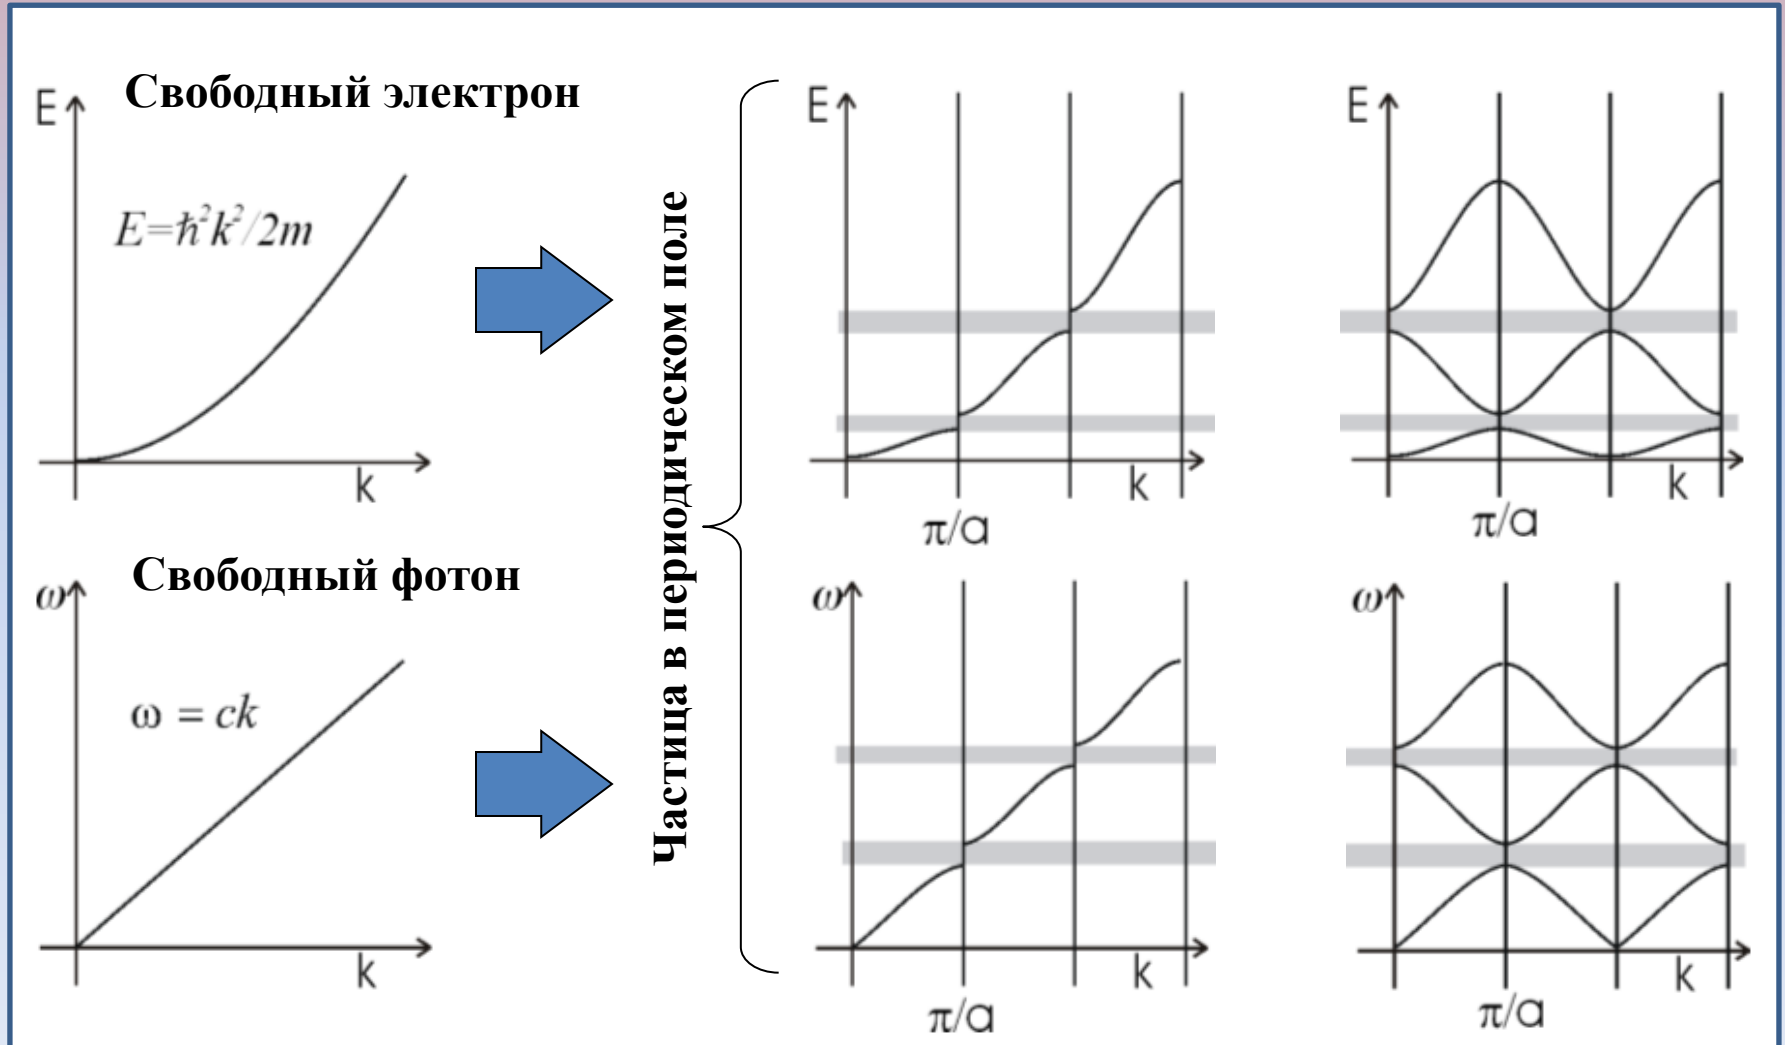 Свободный электрон
E
E=ħ²k²/2m
k
Свободный фотон
ω
ω = ck
k
Частица в периодическом поле
E
k
π/a
E
k
π/a
ω
k
π/a
ω
k
π/a